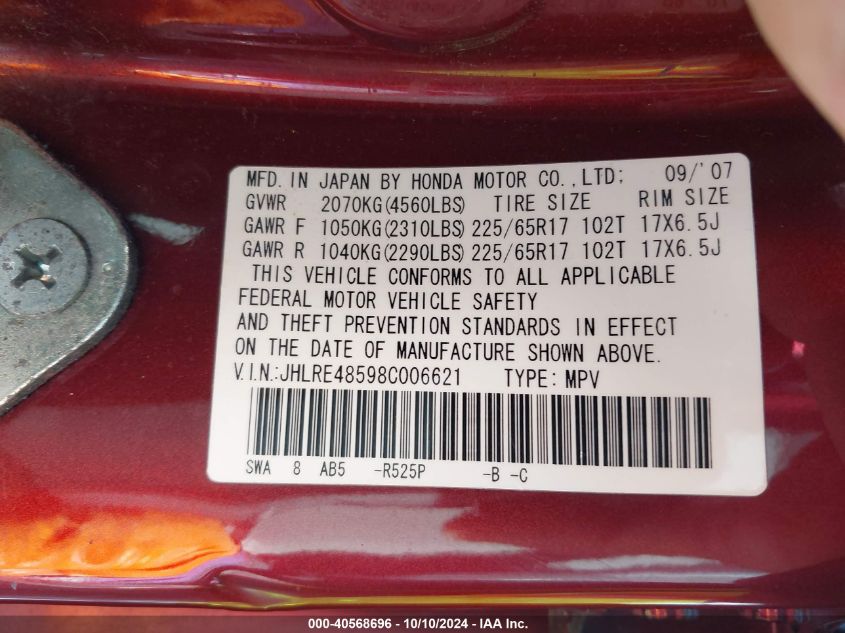 MFD. IN JAPAN BY HONDA MOTOR CO.,LTD; 09/'07
GVWR 2070KG(4560LBS) TIRE SIZE RIM SIZE
GAWR F 1050KG(2310LBS) 225/65R17 102T 17X6.5J
GAWR R 1040KG(2290LBS) 225/65R17 102T 17X6.5J
THIS VEHICLE CONFORMS TO ALL APPLICABLE
FEDERAL MOTOR VEHICLE SAFETY
AND THEFT PREVENTION STANDARDS IN EFFECT
ON THE DATE OF MANUFACTURE SHOWN ABOVE.
V.I.N.:JHLRE48598C006621 TYPE: MPV
SWA 8 AB5 -R525P -B -C
000-40568696 - 10/10/2024 - IAA Inc.